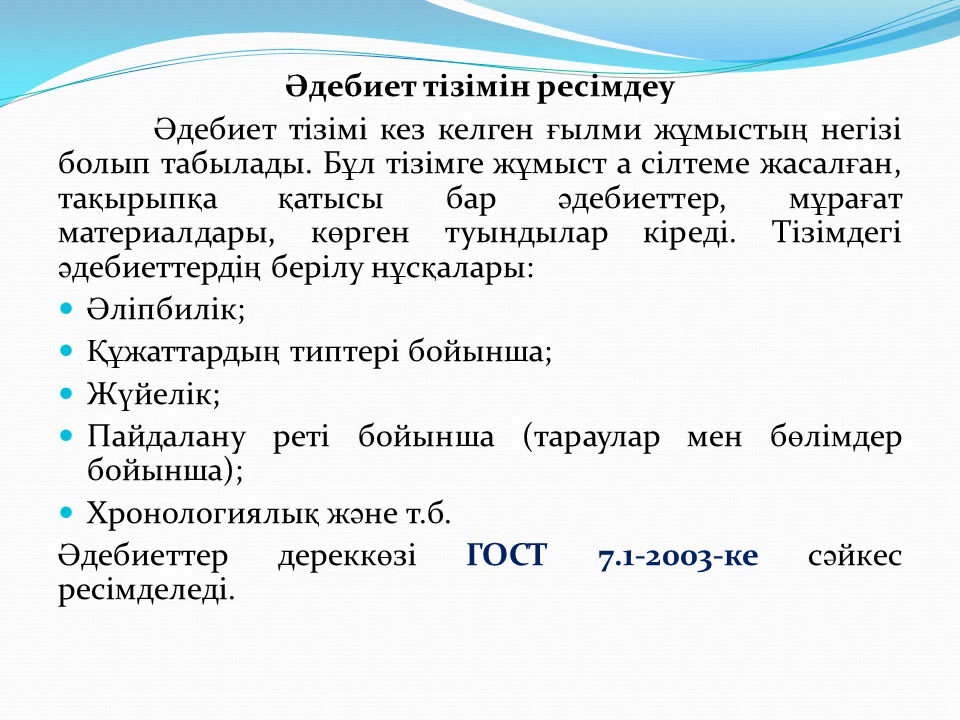 Әдебиет тізімін ресімдеу
Әдебиет тізімі кез келген ғылми жұмыстың негізі
болып табылады. Бұл тізімге жұмыст а сілтеме жасалған,
тақырыпқа қатысы бар әдебиеттер, мұрағат
материалдары, көрген туындылар кіреді. Тізімдегі
әдебиеттердің берілу нұсқалары:
• Әліпбилік;
• Құжаттардың типтері бойынша;
• Жүйелік;
• Пайдалану реті бойынша (тараулар мен бөлімдер
бойынша);
• Хронологиялық және т.б.
Әдебиеттер дереккөзі ГОСТ 7.1-2003-ке сәйкес
ресімделеді.